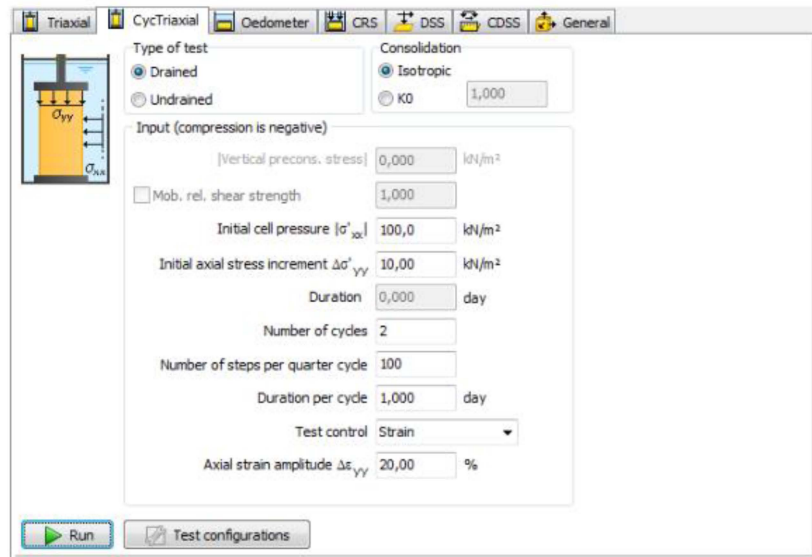 Triaxial CycTriaxial Oedometer CRS DSS CDSS General
Type of test
Drained
Undrained
Consolidation
Isotropic
K0 1,000
σyy
σxx
Input (compression is negative)
|Vertical precons. stress| 0,000 kN/m²
Mob. rel. shear strength 1,000
Initial cell pressure |σ'xx| 100,0 kN/m²
Initial axial stress increment Δσ'yy 10,00 kN/m²
Duration 0,000 day
Number of cycles 2
Number of steps per quarter cycle 100
Duration per cycle 1,000 day
Test control Strain
Axial strain amplitude Δεyy 20,00 %
Run Test configurations